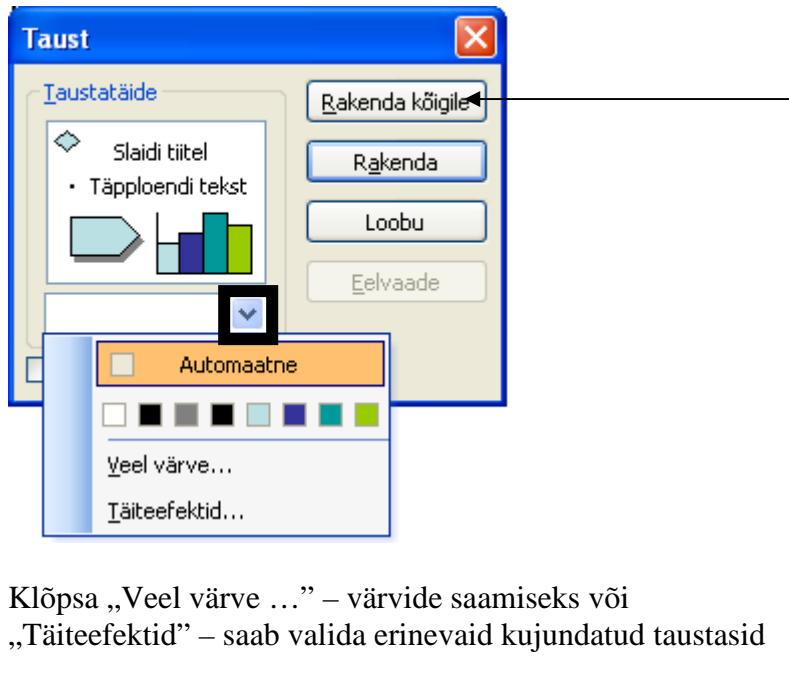 Taust
Taustatäide
Rakenda kõigile
Slaidi tiitel
Rakenda
• Täpploendi tekst
Loobu
Eelvaade
Automaatne
Veel värve...
Täiteefektid...
Klõpsa „Veel värve …” – värvide saamiseks või
„Täiteefektid” – saab valida erinevaid kujundatud taustasid